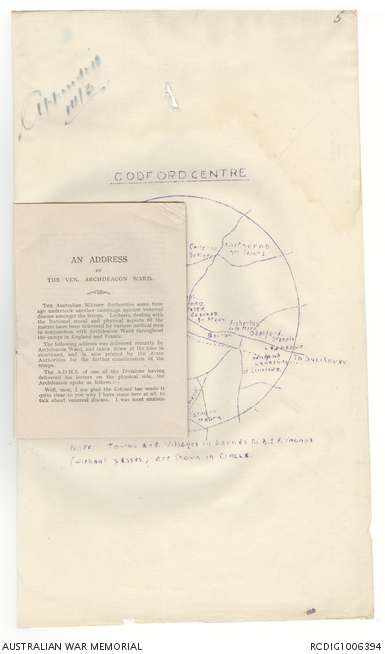 5
Appendix
111/2
CODFORD CENTRE
AN ADDRESS
BY
THE VEN. ARCHDEACON WARD.
THE Australian Military Authorities some time
ago undertook another campaign against venereal
disease amongst the troops. Lectures, dealing with
the National, moral and physical aspects of the
matter have been delivered by various medical men
in conjunction with Archdeacon Ward throughout
the camps in England and France.
The following address was delivered recently by
Archdeacon Ward, and taken down at the time in
shorthand, and is now printed by the Army
Authorities for the further consideration of the
troops.
The A.D.M.S. of one of the Divisions having
delivered his lecture on the physical side, the
Archdeacon spoke as follows:—
Well, men, I am glad the Colonel has made it
quite clear to you why I have come here at all, to
talk about venereal disease. I was most anxious
Boyton
To Salisbury
Note: Towns and Villages in bounds to A.I.F. troops
(without passes) are shown in circle.
AUSTRALIAN WAR MEMORIAL
RCDIG1006394